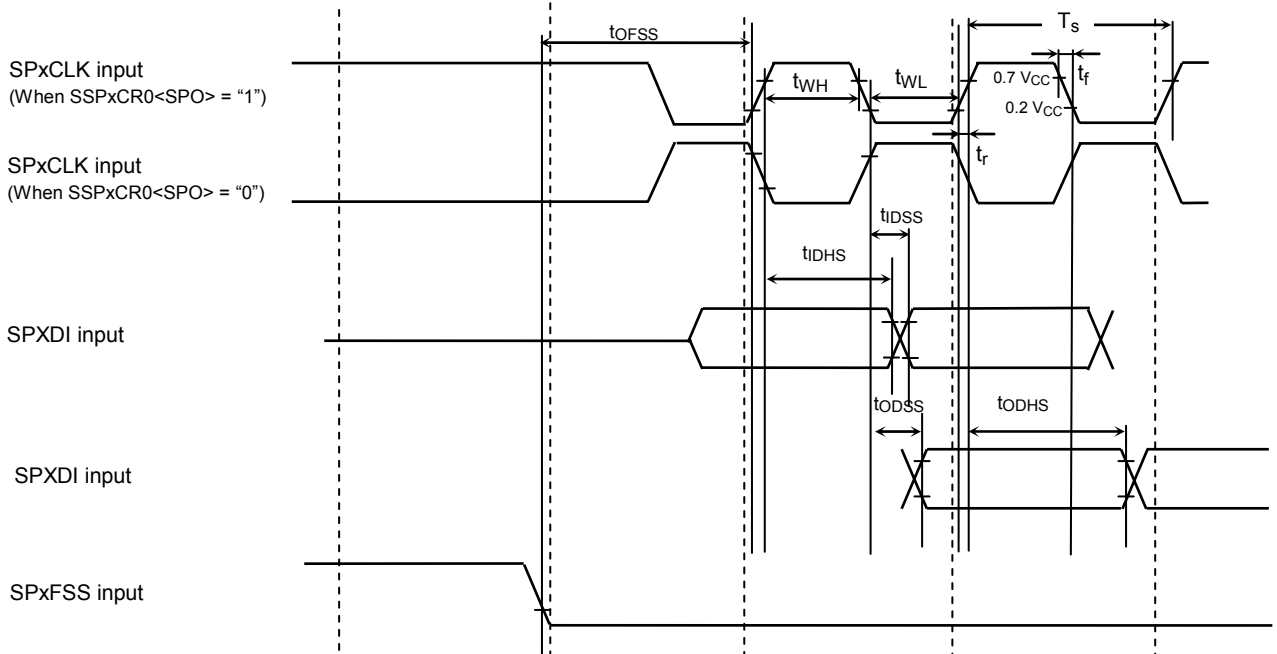 tOFSS
Ts
SPxCLK input
(When SSPxCR0<SPO> = “1”)
tWH
tWL
0.7 VCC
tf
0.2 VCC
tr
SPxCLK input
(When SSPxCR0<SPO> = “0”)
tIDSS
tIDHS
SPXDI input
tODSS
tODHS
SPXDI input
SPxFSS input